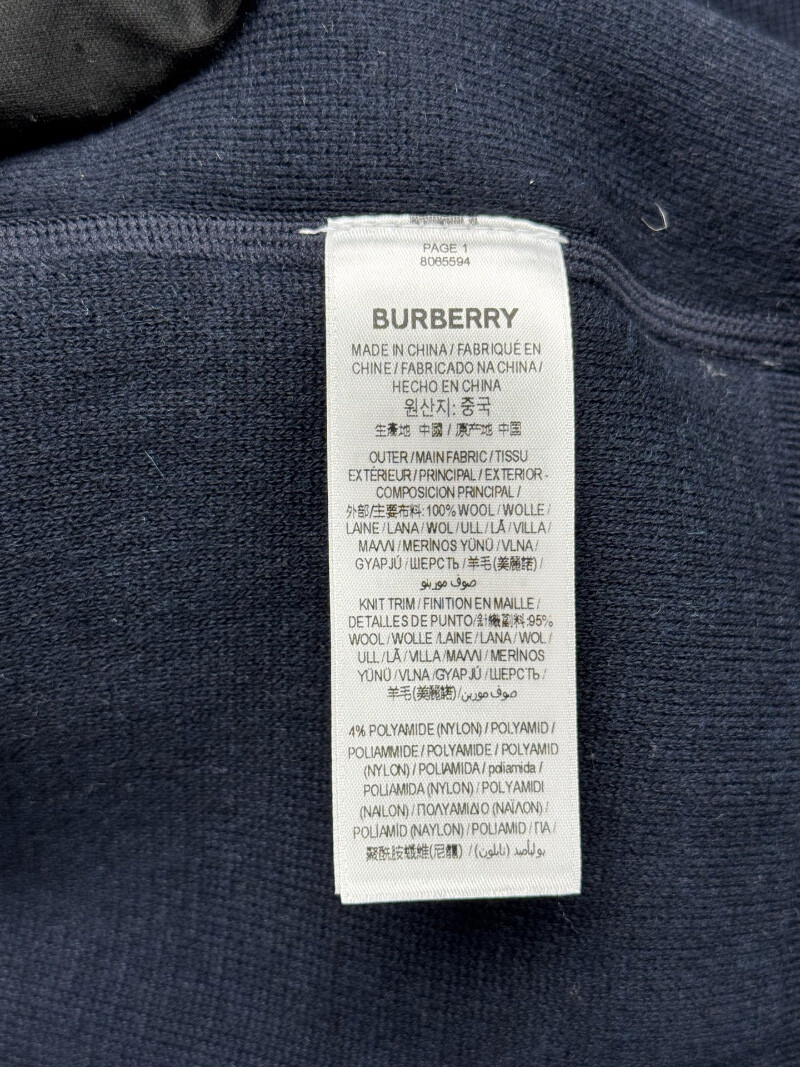 PAGE 1
8065594
BURBERRY
MADE IN CHINA / FABRIQUÉ EN
CHINE / FABRICADO NA CHINA /
HECHO EN CHINA
원산지: 중국
生產地 中國 / 原产地 中国
OUTER / MAIN FABRIC / TISSU
EXTÉRIEUR / PRINCIPAL / EXTERIOR -
COMPOSICION PRINCIPAL /
外部/主要布料:100% WOOL / WOLLE /
LAINE / LANA / WOL / ULL / LÃ / VILLA /
ΜΑΛΛΙ / MERİNOS YÜNÜ / VLNA /
GYAPJÚ / ШЕРСТЬ / 羊毛(美麗諾) /
صوف مورينو
KNIT TRIM / FINITION EN MAILLE /
DETALLES DE PUNTO/針織副料:95%
WOOL / WOLLE /LAINE / LANA / WOL /
ULL / LÃ / VILLA / ΜΑΛΛΙ / MERİNOS
YÜNÜ / VLNA /GYAPJÚ / ШЕРСТЬ /
羊毛(美麗諾) / صوف مورين
4% POLYAMIDE (NYLON) / POLYAMID /
POLIAMMIDE / POLYAMIDE / POLYAMID
(NYLON) / POLIAMIDA / poliamida /
POLIAMIDA (NYLON) / POLYAMIDI
(NAILON) / ΠΟΛΥΑΜΙΔΙΟ (ΝΑΪΛΟΝ) /
POLİAMİD (NAYLON) / POLIAMID / ПА /
聚酰胺纖維(尼龍) / بوليأميد (نايلون) /